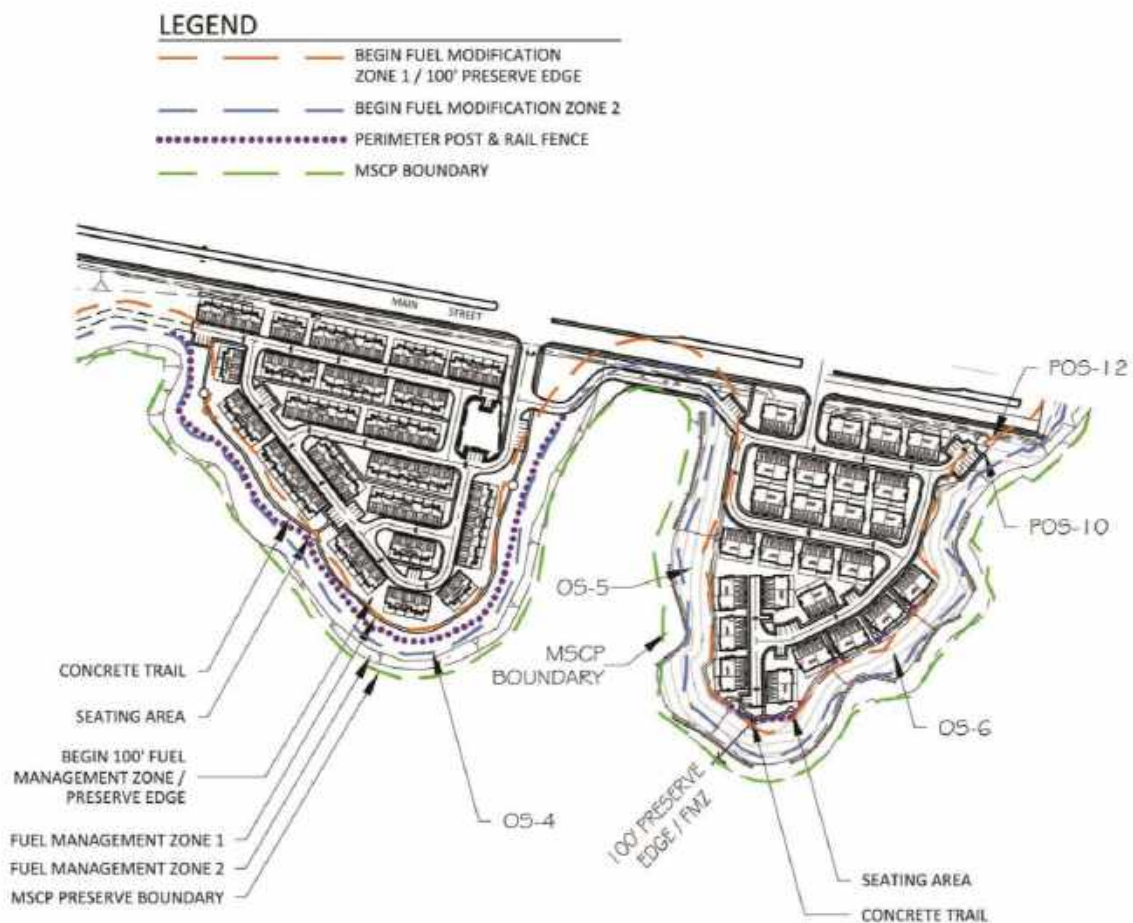 LEGEND
BEGIN FUEL MODIFICATION
ZONE 1 / 100' PRESERVE EDGE
BEGIN FUEL MODIFICATION ZONE 2
PERIMETER POST & RAIL FENCE
MSCP BOUNDARY
MAIN
STREET
POS-12
POS-10
OS-5
MSCP
BOUNDARY
CONCRETE TRAIL
SEATING AREA
BEGIN 100' FUEL
MANAGEMENT ZONE /
PRESERVE EDGE
OS-6
OS-4
100' PRESERVE
EDGE / FMZ
FUEL MANAGEMENT ZONE 1
FUEL MANAGEMENT ZONE 2
MSCP PRESERVE BOUNDARY
SEATING AREA
CONCRETE TRAIL